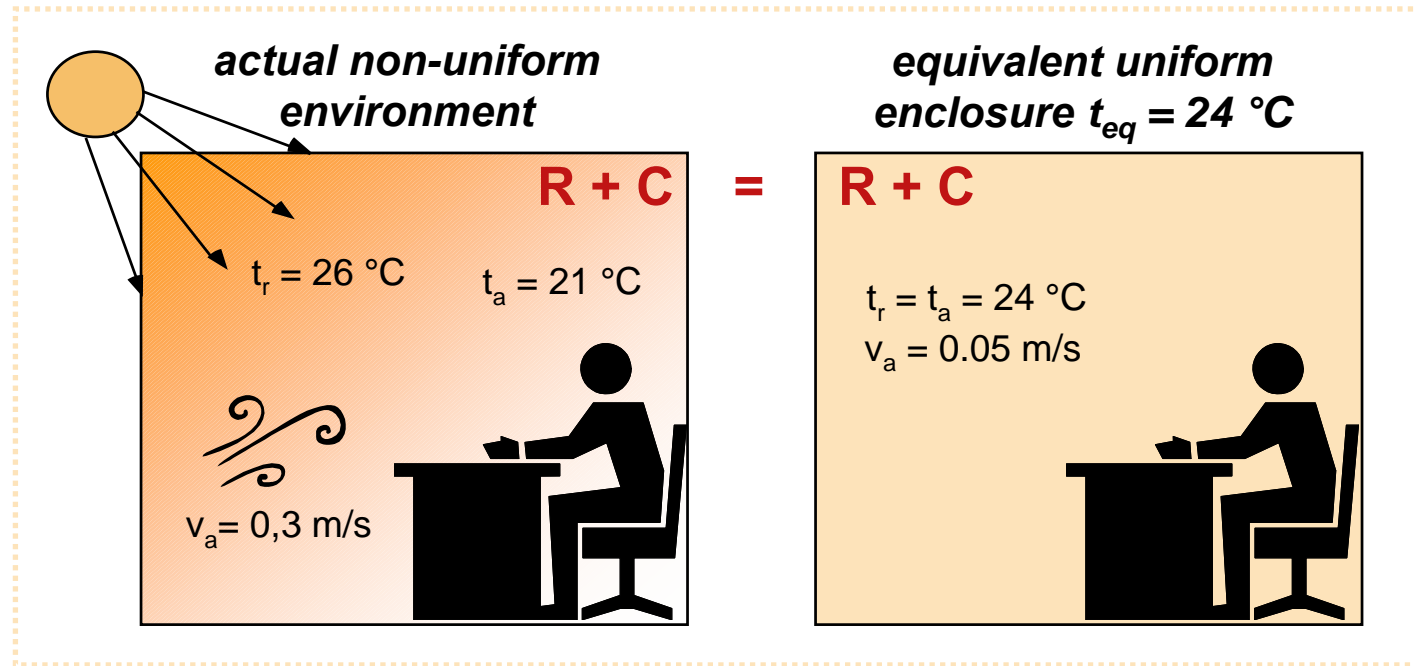 actual non-uniform
environment
equivalent uniform
enclosure t_eq = 24 °C
R + C = R + C
t_r = 26 °C
t_a = 21 °C
v_a= 0,3 m/s
t_r = t_a = 24 °C
v_a = 0.05 m/s